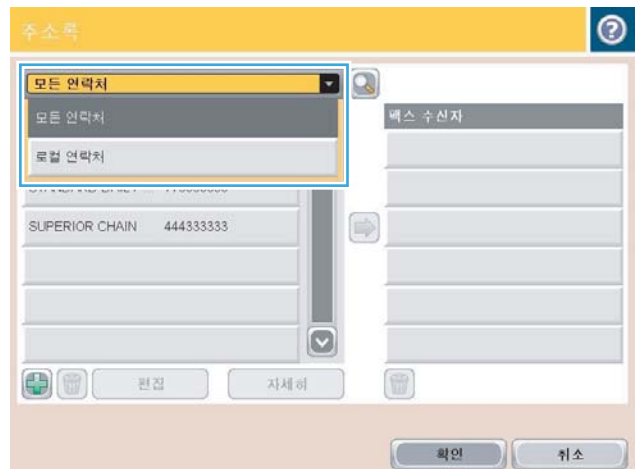 주소록
?
모든 연락처
모든 연락처
로컬 연락처
팩스 수신자
SUPERIOR CHAIN 444333333
편집 자세히
확인 취소